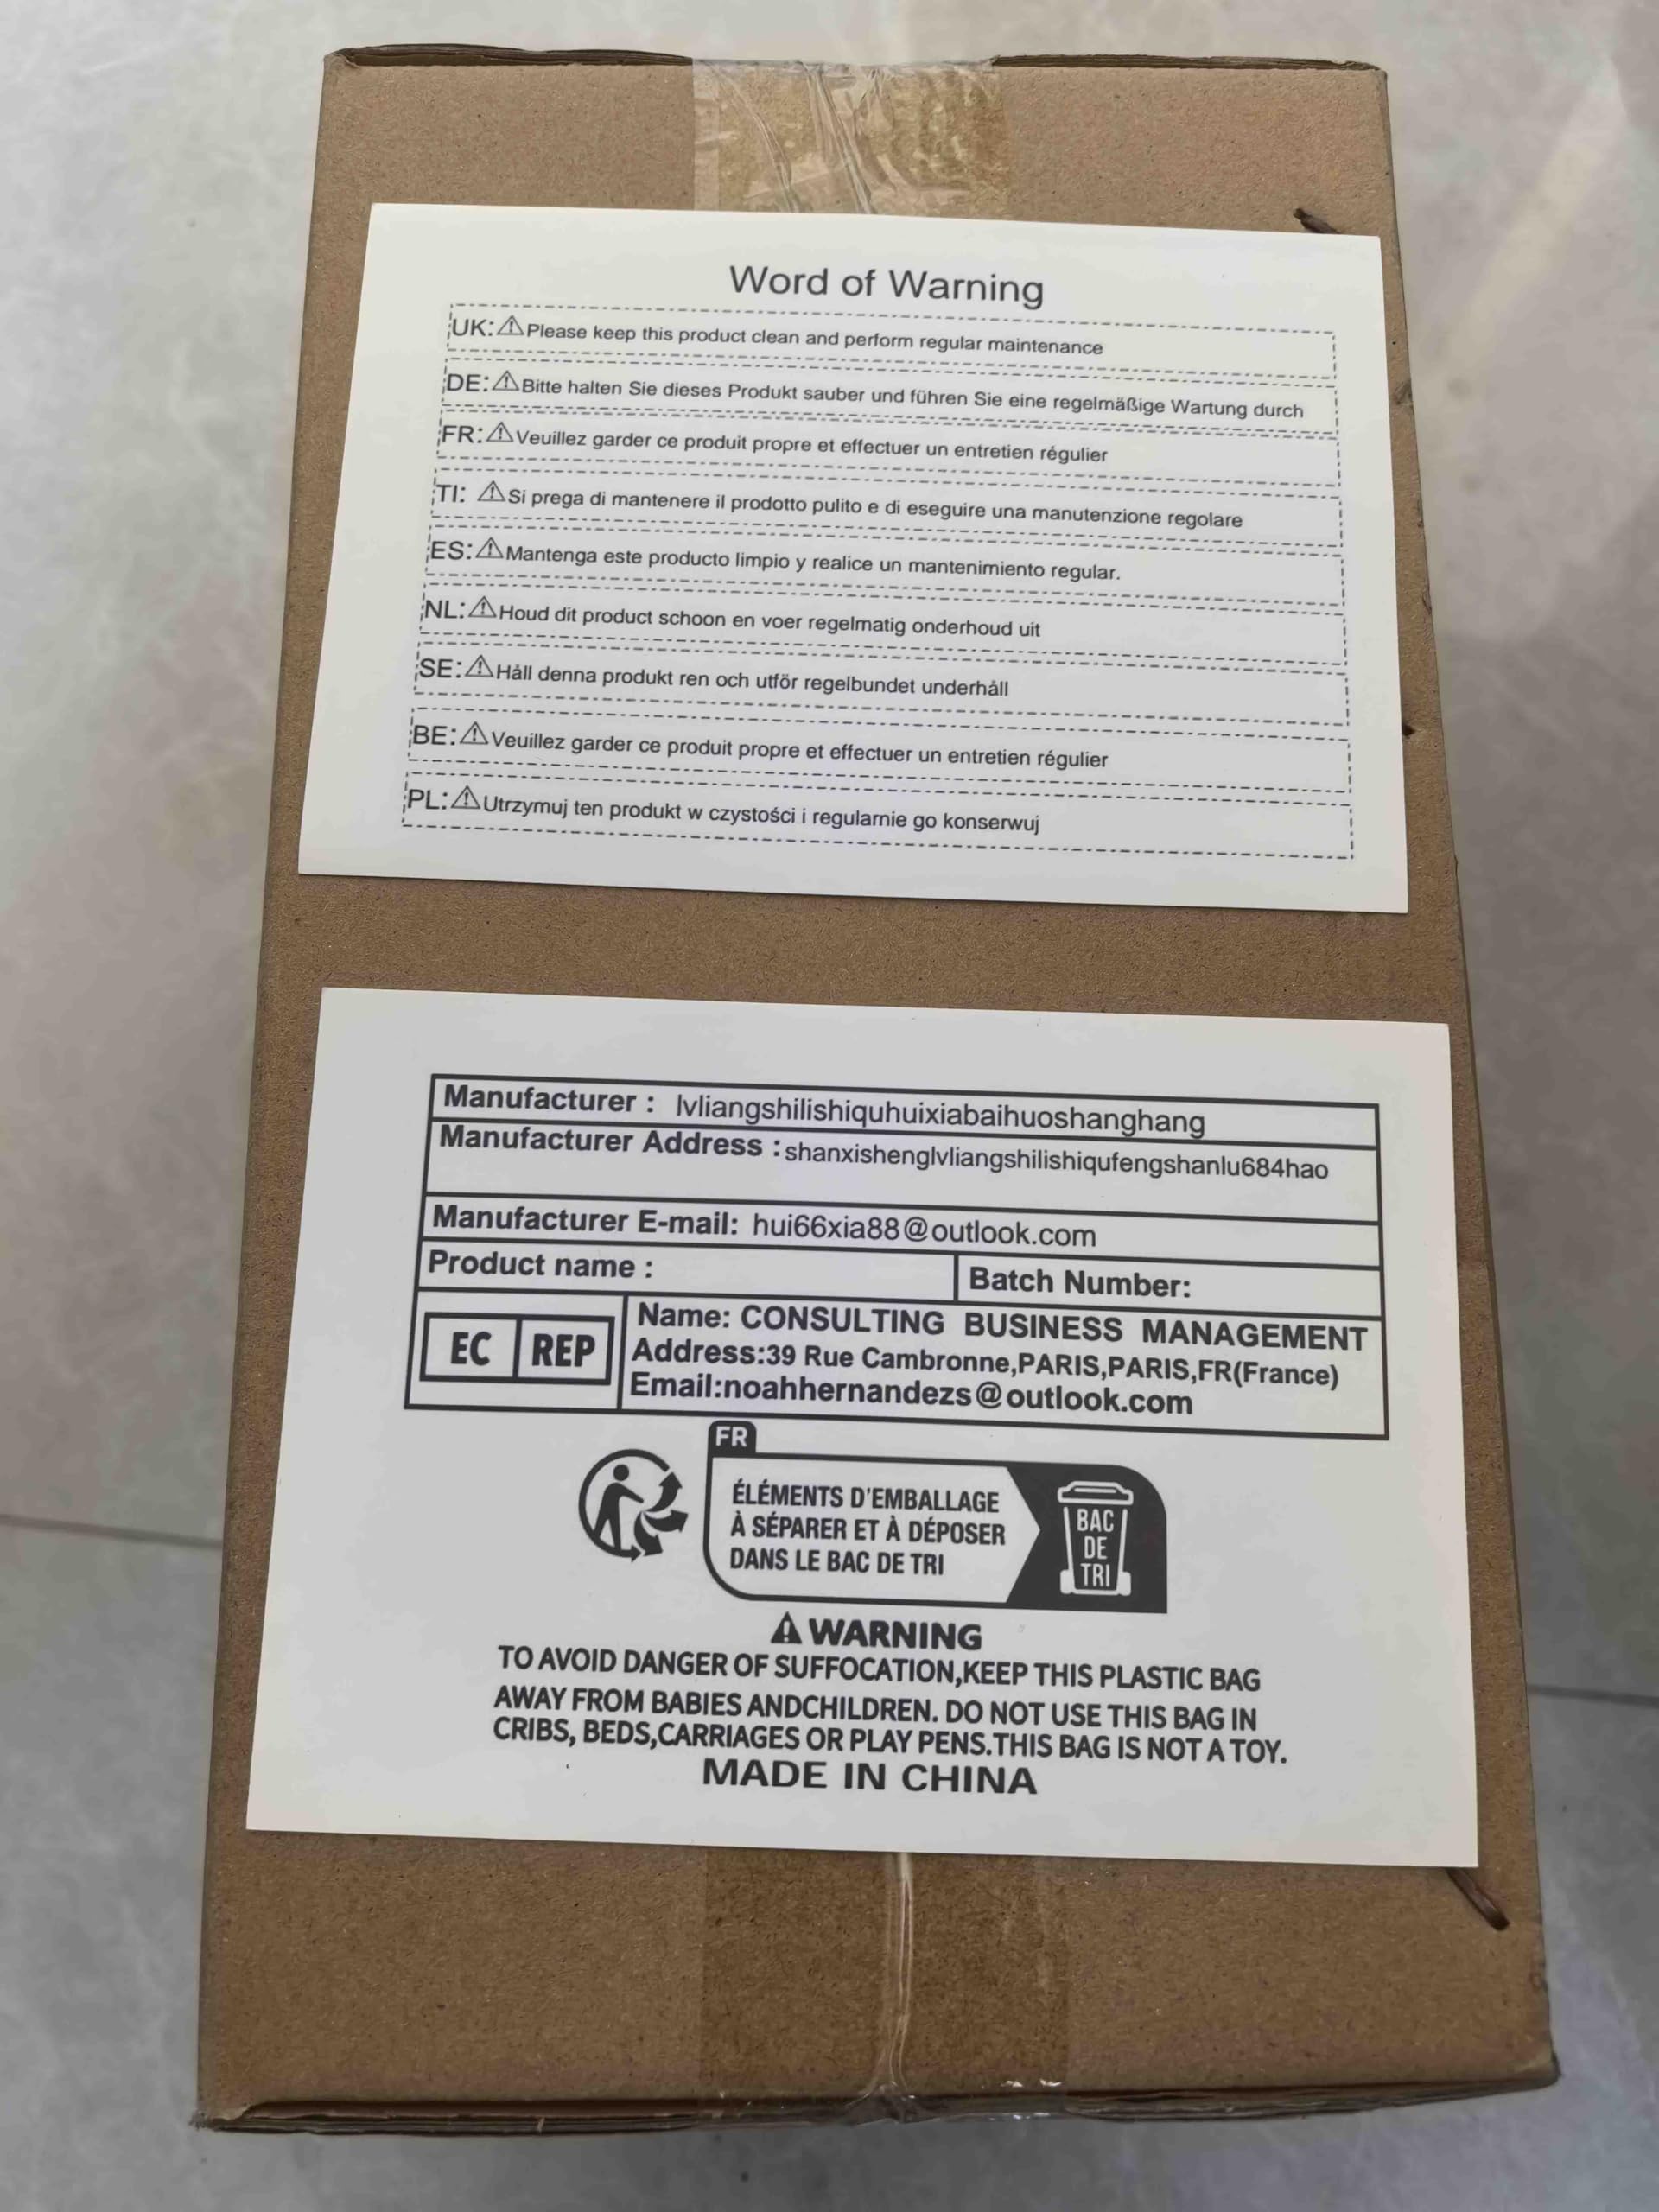 Word of Warning
UK:⚠Please keep this product clean and perform regular maintenance
DE:⚠Bitte halten Sie dieses Produkt sauber und führen Sie eine regelmäßige Wartung durch
FR:⚠Veuillez garder ce produit propre et effectuer un entretien régulier
TI: ⚠Si prega di mantenere il prodotto pulito e di eseguire una manutenzione regolare
ES:⚠Mantenga este producto limpio y realice un mantenimiento regular.
NL:⚠Houd dit product schoon en voer regelmatig onderhoud uit
SE:⚠Håll denna produkt ren och utför regelbundet underhåll
BE:⚠Veuillez garder ce produit propre et effectuer un entretien régulier
PL:⚠Utrzymuj ten produkt w czystości i regularnie go konserwuj
Manufacturer : lvliangshilishiquhuixiabaihuoshanghang
Manufacturer Address :shanxishenglvliangshilishiqufengshanlu684hao
Manufacturer E-mail: hui66xia88@outlook.com
Product name :
Batch Number:
EC REP
Name: CONSULTING BUSINESS MANAGEMENT
Address:39 Rue Cambronne,PARIS,PARIS,FR(France)
Email:noahhernandezs@outlook.com
FR
ÉLÉMENTS D'EMBALLAGE
À SÉPARER ET À DÉPOSER
DANS LE BAC DE TRI
BAC
DE
TRI
⚠ WARNING
TO AVOID DANGER OF SUFFOCATION,KEEP THIS PLASTIC BAG
AWAY FROM BABIES ANDCHILDREN. DO NOT USE THIS BAG IN
CRIBS, BEDS,CARRIAGES OR PLAY PENS.THIS BAG IS NOT A TOY.
MADE IN CHINA